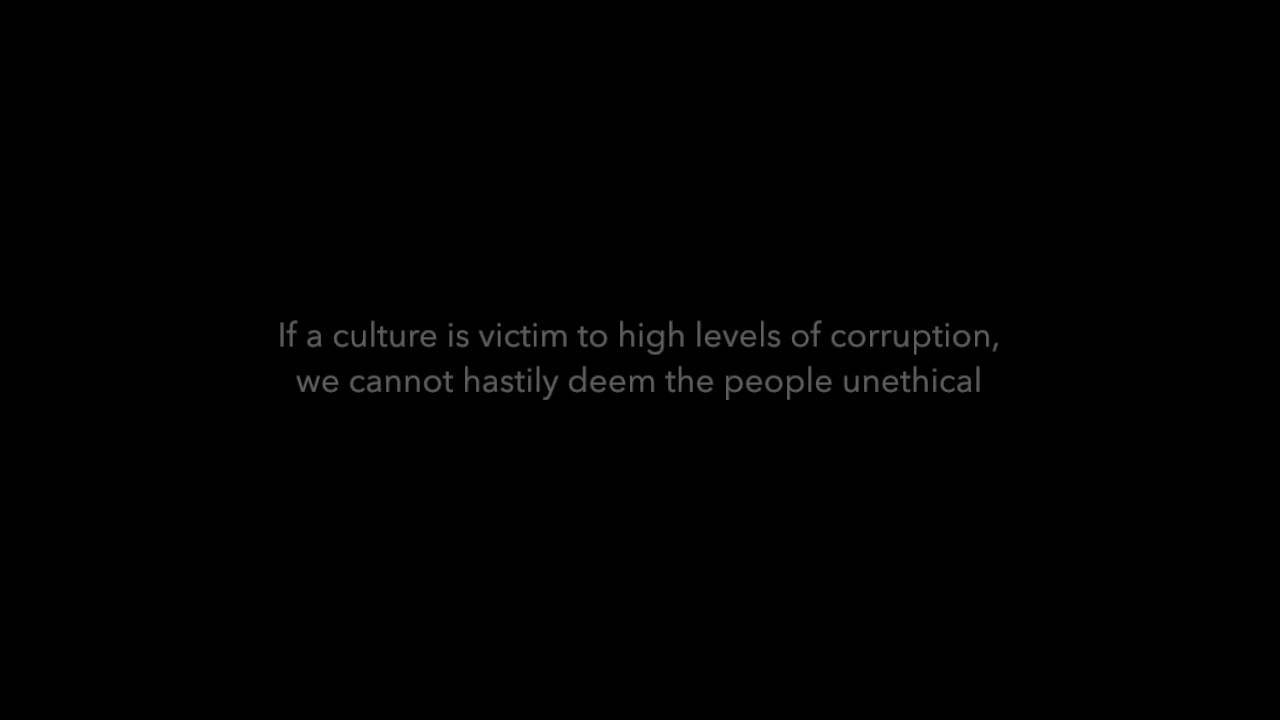 If a culture is victim to high levels of corruption,
we cannot hastily deem the people unethical